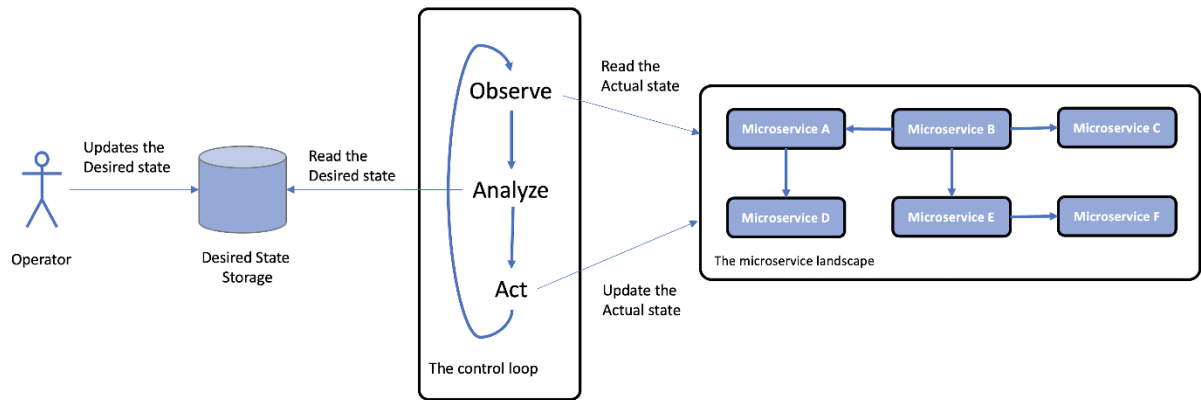 Operator
Updates the
Desired state
Desired State
Storage
Read the
Desired state
Observe
Analyze
Act
The control loop
Read the
Actual state
Update the
Actual state
Microservice A
Microservice B
Microservice C
Microservice D
Microservice E
Microservice F
The microservice landscape